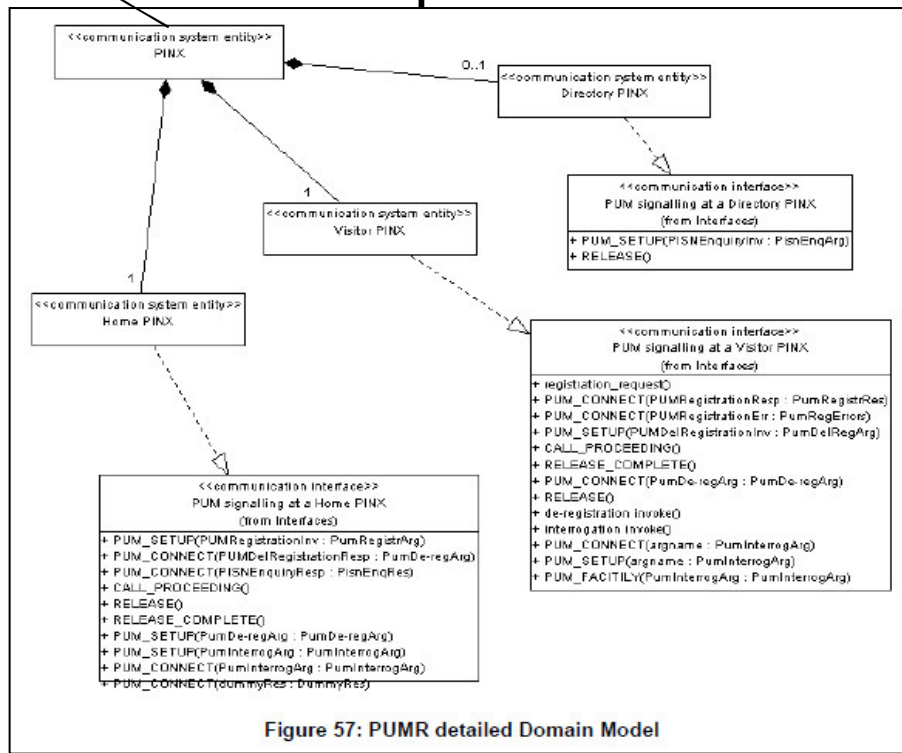 <<communication system entity>>
PINX
0..1
<<communication system entity>>
Directory PINX
<<communication interface>>
PUM signalling at a Directory PINX
(from Interfaces)
+ PUM_SETUP(PISNEnquiryInv : PisnEnqArg)
+ RELEASE()
1
<<communication system entity>>
Visitor PINX
1
<<communication system entity>>
Home PINX
<<communication interface>>
PUM signalling at a Visitor PINX
(from Interfaces)
+ registration_request()
+ PUM_CONNECT(PUMRegistrationResp : PumRegistrRes)
+ PUM_CONNECT(PUMRegistrationErr : PumRegErrors)
+ PUM_SETUP(PUMDelRegistrationInv : PumDelRegArg)
+ CALL_PROCEEDING()
+ RELEASE_COMPLETE()
+ PUM_CONNECT(PumDe-regArg : PumDe-regArg)
+ RELEASE()
+ de-registration invoke()
+ interrogation invoke()
+ PUM_CONNECT(argname : PumInterrogArg)
+ PUM_SETUP(argname : PumInterrogArg)
+ PUM_FACITILY(PumInterrogArg : PumInterrogArg)
<<communication interface>>
PUM signalling at a Home PINX
(from Interfaces)
+ PUM_SETUP(PUMRegistrationInv : PumRegistrArg)
+ PUM_CONNECT(PUMDelRegistrationResp : PumDe-regArg)
+ PUM_CONNECT(PISNEnquiryResp : PisnEnqRes)
+ CALL_PROCEEDING()
+ RELEASE()
+ RELEASE_COMPLETE()
+ PUM_SETUP(PumDe-regArg : PumDe-regArg)
+ PUM_SETUP(PumInterrogArg : PumInterrogArg)
+ PUM_CONNECT(PumInterrogArg : PumInterrogArg)
+ PUM_CONNECT(dummyRes : DummyRes)
Figure 57: PUMR detailed Domain Model